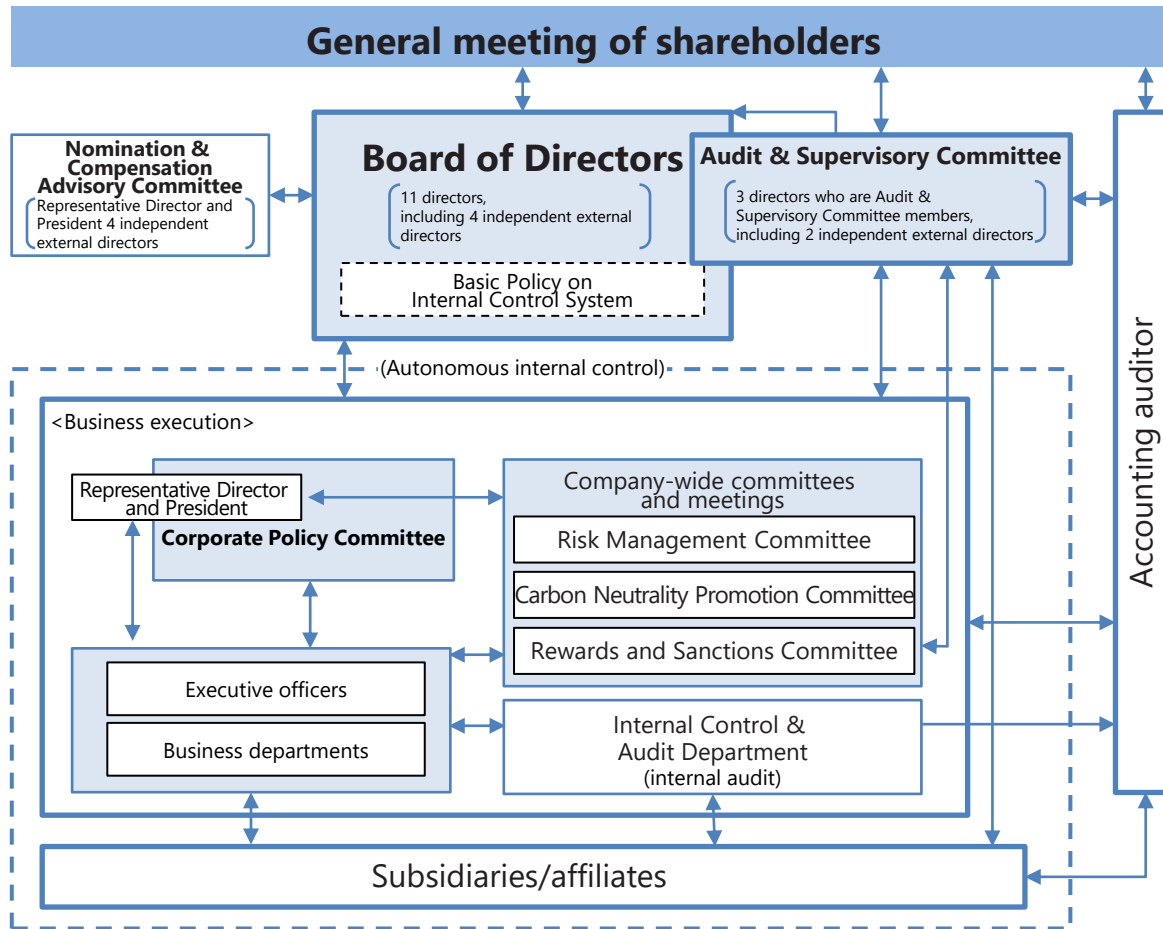 General meeting of shareholders
Nomination &
Compensation
Advisory Committee
Representative Director and
President 4 independent
external directors
Board of Directors
11 directors,
including 4 independent external
directors
Basic Policy on
Internal Control System
Audit & Supervisory Committee
3 directors who are Audit &
Supervisory Committee members,
including 2 independent external directors
Accounting auditor
(Autonomous internal control)
<Business execution>
Representative Director
and President
Corporate Policy Committee
Company-wide committees
and meetings
Risk Management Committee
Carbon Neutrality Promotion Committee
Rewards and Sanctions Committee
Executive officers
Business departments
Internal Control &
Audit Department
(internal audit)
Subsidiaries/affiliates